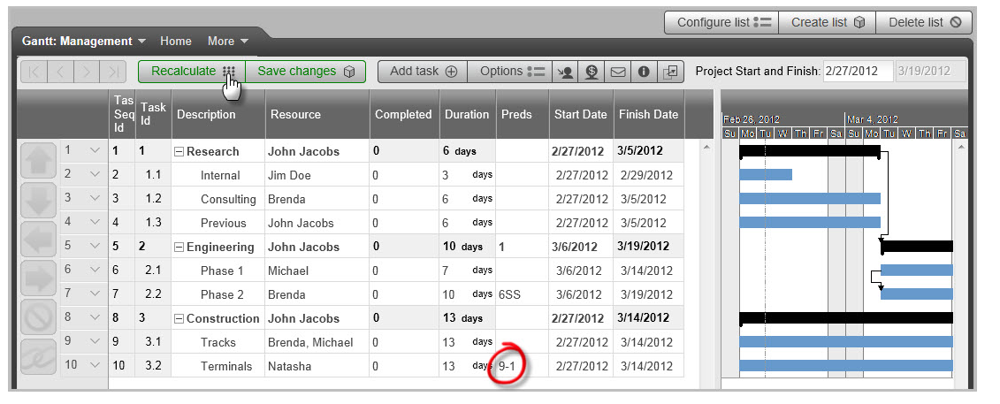 Configure list Create list Delete list
Gantt: Management Home More
Recalculate Save changes Add task Options Project Start and Finish: 2/27/2012 3/19/2012
Tas Seq Id Task Id Description Resource Completed Duration Preds Start Date Finish Date
Feb 26, 2012 Mar 4, 2012
Su Mo Tu W Th Fr Sa Su Mo Tu W Th Fr Sa
1 1 1 Research John Jacobs 0 6 days 2/27/2012 3/5/2012
2 2 1.1 Internal Jim Doe 0 3 days 2/27/2012 2/29/2012
3 3 1.2 Consulting Brenda 0 6 days 2/27/2012 3/5/2012
4 4 1.3 Previous John Jacobs 0 6 days 2/27/2012 3/5/2012
5 5 2 Engineering John Jacobs 0 10 days 1 3/6/2012 3/19/2012
6 6 2.1 Phase 1 Michael 0 7 days 3/6/2012 3/14/2012
7 7 2.2 Phase 2 Brenda 0 10 days 6SS 3/6/2012 3/19/2012
8 8 3 Construction John Jacobs 0 13 days 2/27/2012 3/14/2012
9 9 3.1 Tracks Brenda, Michael 0 13 days 2/27/2012 3/14/2012
10 10 3.2 Terminals Natasha 0 13 days 9-1 2/27/2012 3/14/2012